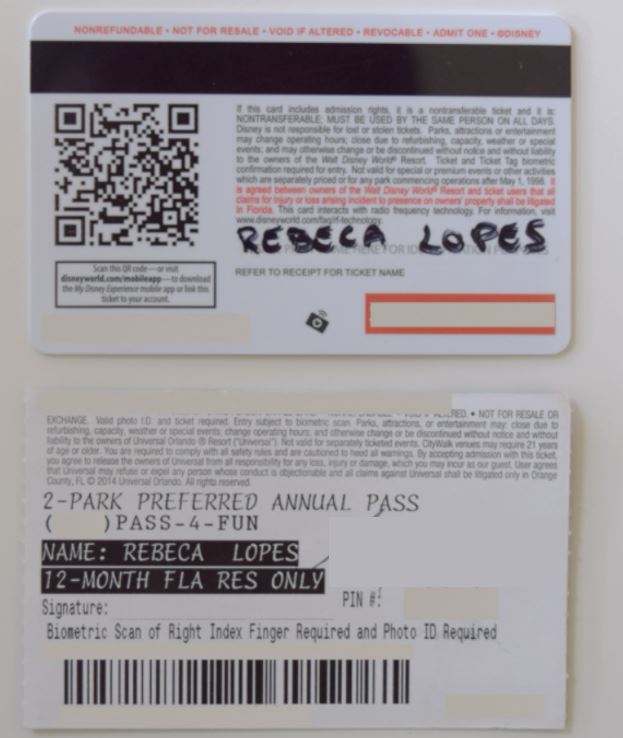 NONREFUNDABLE • NOT FOR RESALE • VOID IF ALTERED • REVOCABLE • ADMIT ONE • ©DISNEY
If this card includes admission rights, it is a nontransferable ticket and it is:
NONTRANSFERABLE; MUST BE USED BY THE SAME PERSON ON ALL DAYS.
Disney is not responsible for lost or stolen tickets. Parks, attractions or entertainment
may change operating hours; close due to refurbishing, capacity, weather or special
events; and may otherwise change or be discontinued without notice and without liability
to the owners of the Walt Disney World® Resort. Ticket and Ticket Tag biometric
confirmation required for entry. Not valid for special or premium events or other activities
which are separately priced or for any park commencing operations after May 1, 1998. It
is agreed between owners of the Walt Disney World® Resort and ticket users that all
claims for injury or loss arising incident to presence on owners' property shall be litigated
in Florida. This card interacts with radio frequency technology. For information, visit
www.disneyworld.com/faq/rf-technology.
REBECA LOPES
HERE FOR
REFER TO RECEIPT FOR TICKET NAME
Scan this QR code—or visit
disneyworld.com/mobileapp—to download
the My Disney Experience mobile app or link this
ticket to your account.
• NOT FOR RESALE OR
EXCHANGE. Valid photo I.D. and ticket required. Entry subject to biometric scan. Parks, attractions, or entertainment may: close due to
refurbishing, capacity, weather or special events, change operating hours; and otherwise change or be discontinued without notice and without
liability to the owners of Universal Orlando ® Resort ("Universal"). Not valid for separately ticketed events. CityWalk venues may require 21 years
of age or older. You are required to comply with all safety rules and are cautioned to heed all warnings. By accepting admission with this ticket,
you agree to release the owners of Universal from all responsibility for any loss, injury or damage, which you may incur as our guest. User agrees
that Universal may refuse or expel any person whose conduct is objectionable and all claims against Universal shall be litigated only in Orange
County, FL © 2014 Universal Orlando. All rights reserved.
2-PARK PREFERRED ANNUAL PASS
( )PASS-4-FUN
NAME: REBECA LOPES
12-MONTH FLA RES ONLY
Signature:
PIN #:
Biometric Scan of Right Index Finger Required and Photo ID Required